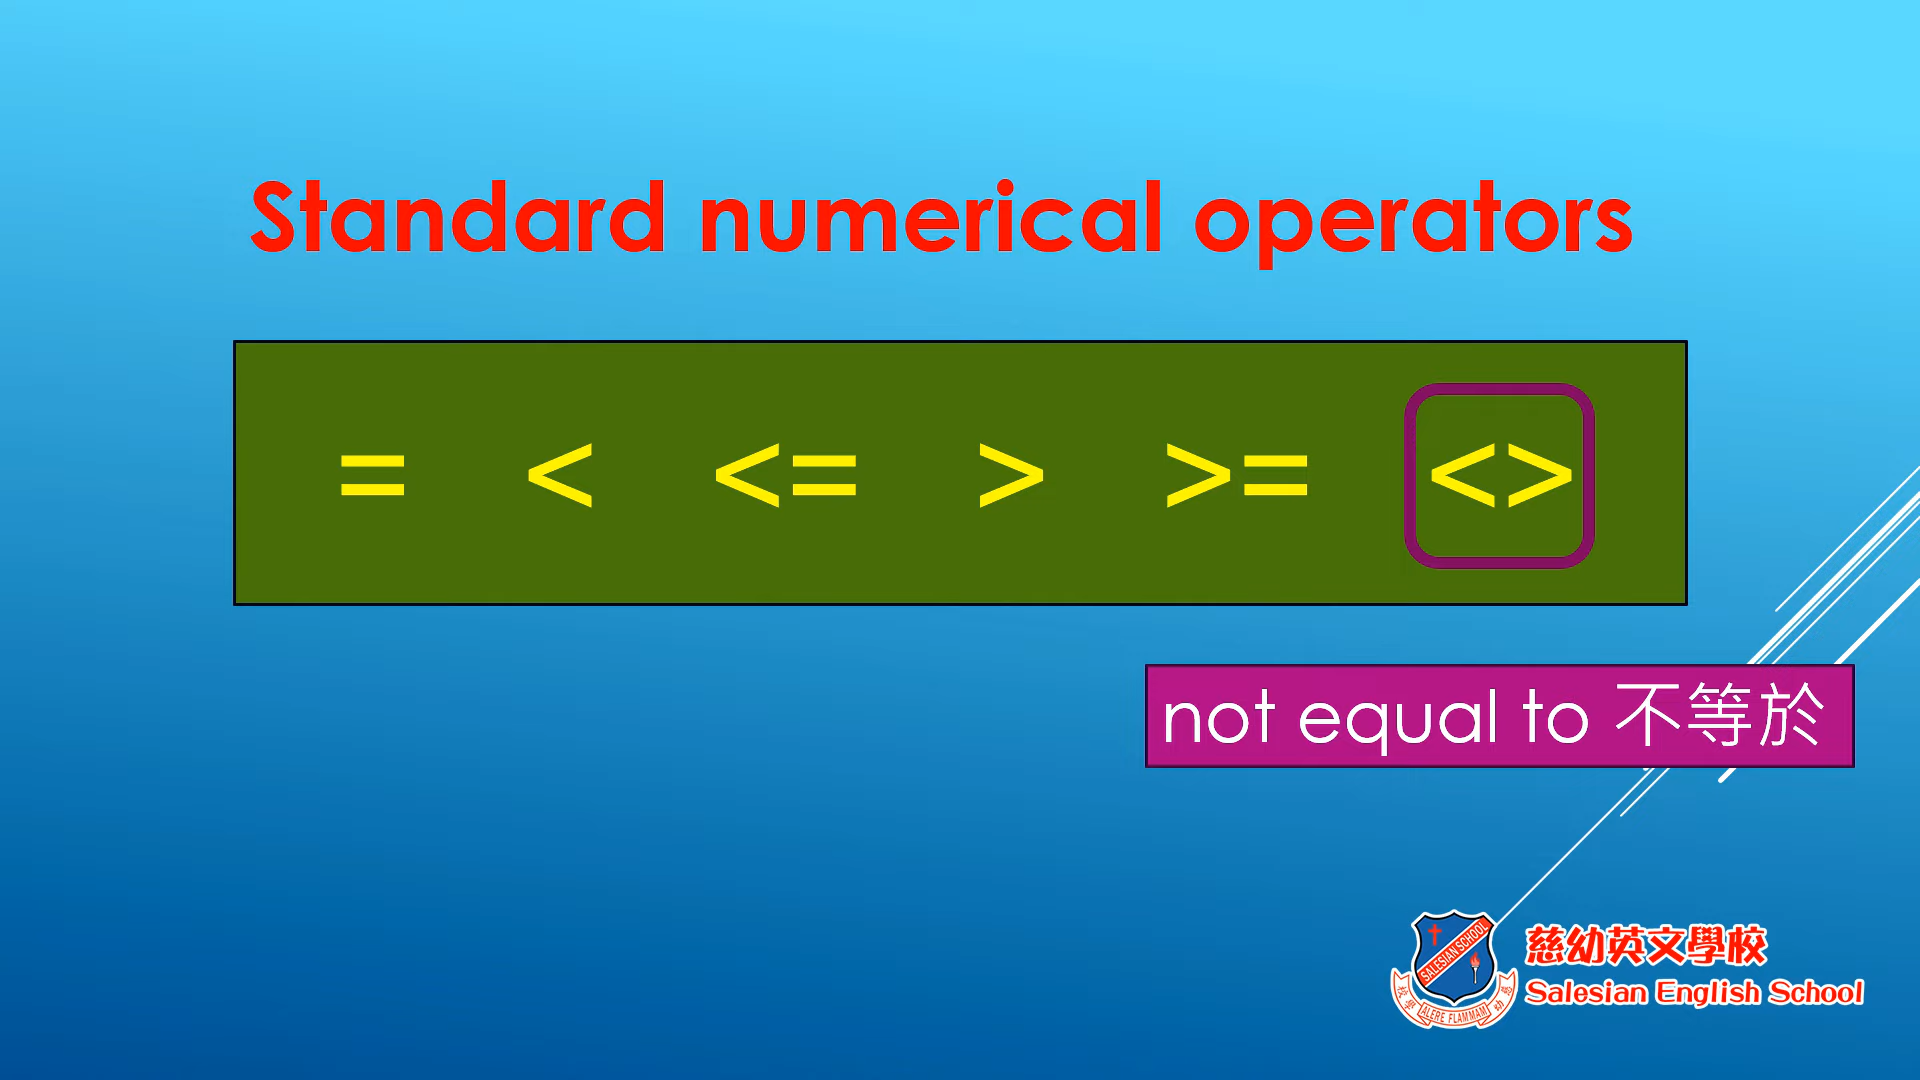 Standard numerical operators
= < <= > >= <>
not equal to 不等於
慈幼英文學校
Salesian English School
SALESIAN SCHOOL
ALERE FLAMMAM